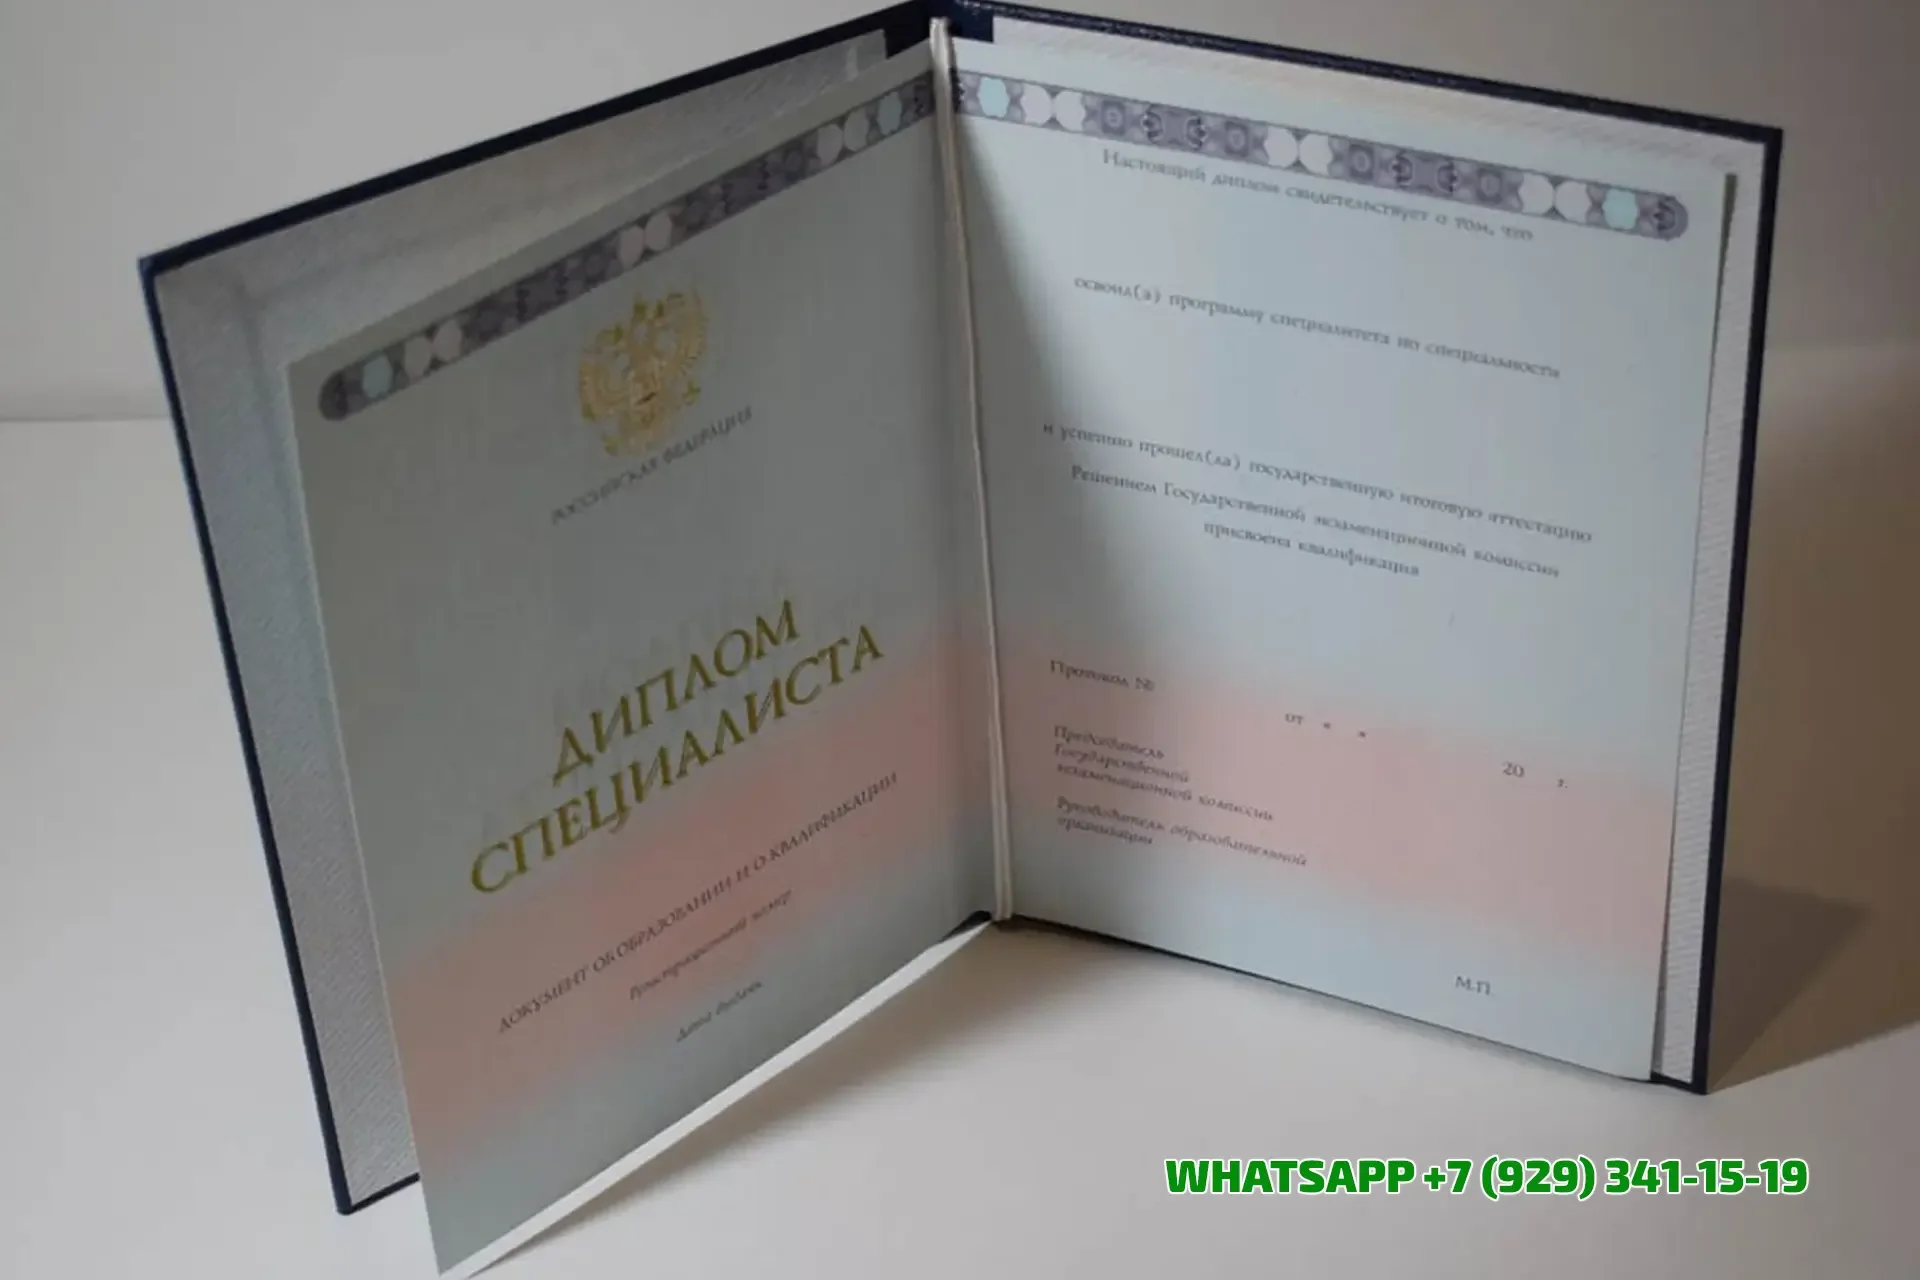 РОССИЙСКАЯ ФЕДЕРАЦИЯ
ДИПЛОМ
СПЕЦИАЛИСТА
ДОКУМЕНТ ОБ ОБРАЗОВАНИИ И О КВАЛИФИКАЦИИ
Регистрационный номер
Дата выдачи
Настоящий диплом свидетельствует о том, что
освоил(а) программу специалитета по специальности
и успешно прошел(ла) государственную итоговую аттестацию
Решением Государственной экзаменационной комиссии
присвоена квалификация
Протокол №
от « »
20 г.
Председатель
Государственной
экзаменационной комиссии
Руководитель образовательной
организации
М.П.
WHATSAPP +7 (929) 341-15-19